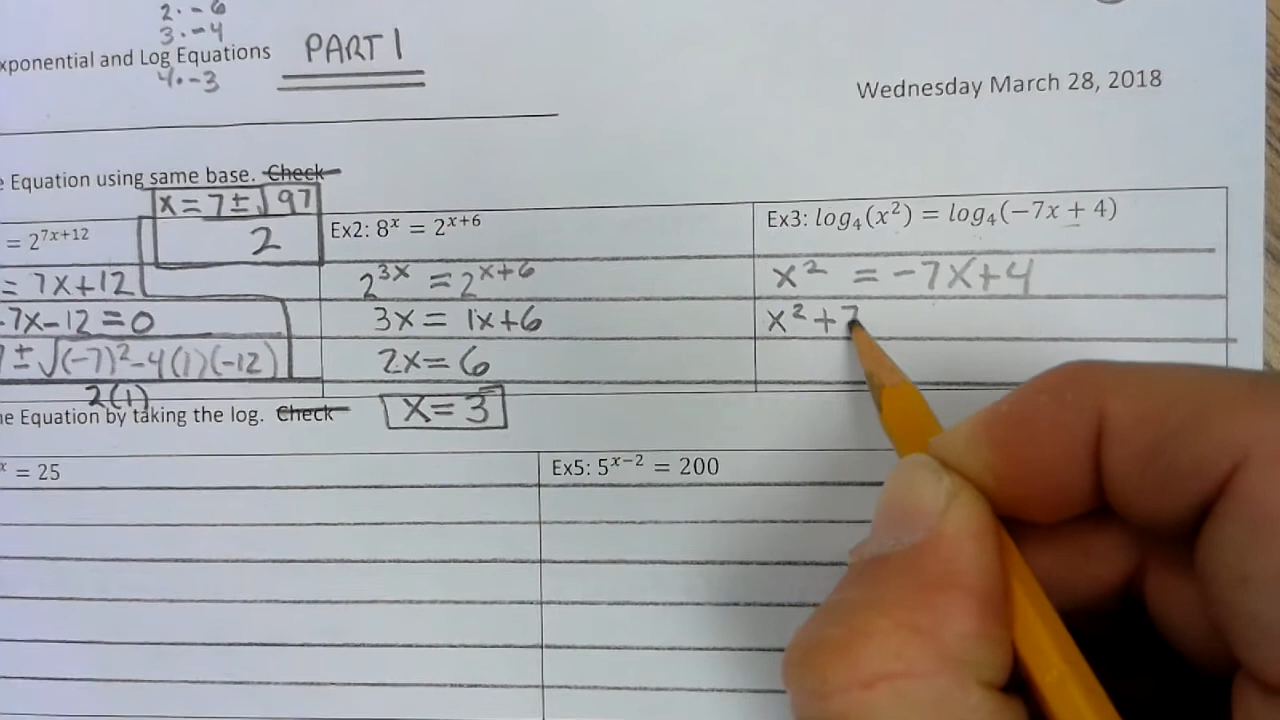 2. -6
3. -4
xponential and Log Equations PART 1
4. -3
Wednesday March 28, 2018
e Equation using same base. Check
x = 7 ± √97
2
= 2^{7x+12}
Ex2: 8^x = 2^{x+6}
Ex3: log₄(x²) = log₄(−7x + 4)
= 7x+12
2^{3x} = 2^{x+6}
x² = -7x+4
-7x-12=0
3x = 1x+6
x²+7
7 ± √(-7)²-4(1)(-12)
2(1)
2x = 6
x = 3
he Equation by taking the log. Check
^x = 25
Ex5: 5^{x−2} = 200